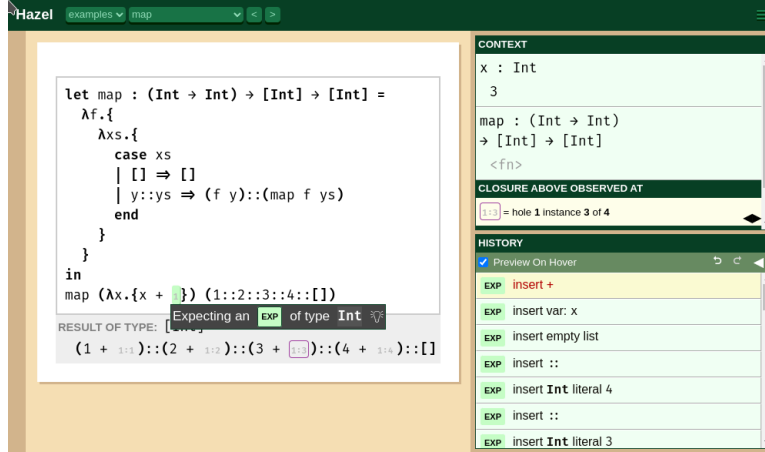 Hazel examples map < >
let map : (Int → Int) → [Int] → [Int] =
λf.{
λxs.{
case xs
| [] ⇒ []
| y::ys ⇒ (f y)::(map f ys)
end
}
}
in
map (λx.{x + 1}) (1::2::3::4::[])
Expecting an EXP of type Int
RESULT OF TYPE: [Int]
(1 + 1:1)::(2 + 1:2)::(3 + 1:3)::(4 + 1:4)::[]
CONTEXT
x : Int
3
map : (Int → Int)
→ [Int] → [Int]
<fn>
CLOSURE ABOVE OBSERVED AT
1:3 = hole 1 instance 3 of 4
HISTORY
Preview On Hover
EXP insert +
EXP insert var: x
EXP insert empty list
EXP insert ::
EXP insert Int literal 4
EXP insert ::
EXP insert Int literal 3